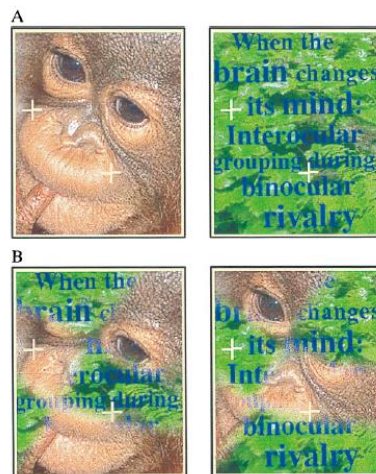 A
When the
brain changes
its mind:
Interocular
grouping during
binocular
rivalry
B
When the
brain
grouping during
changes
its mind:
binocular
rivalry